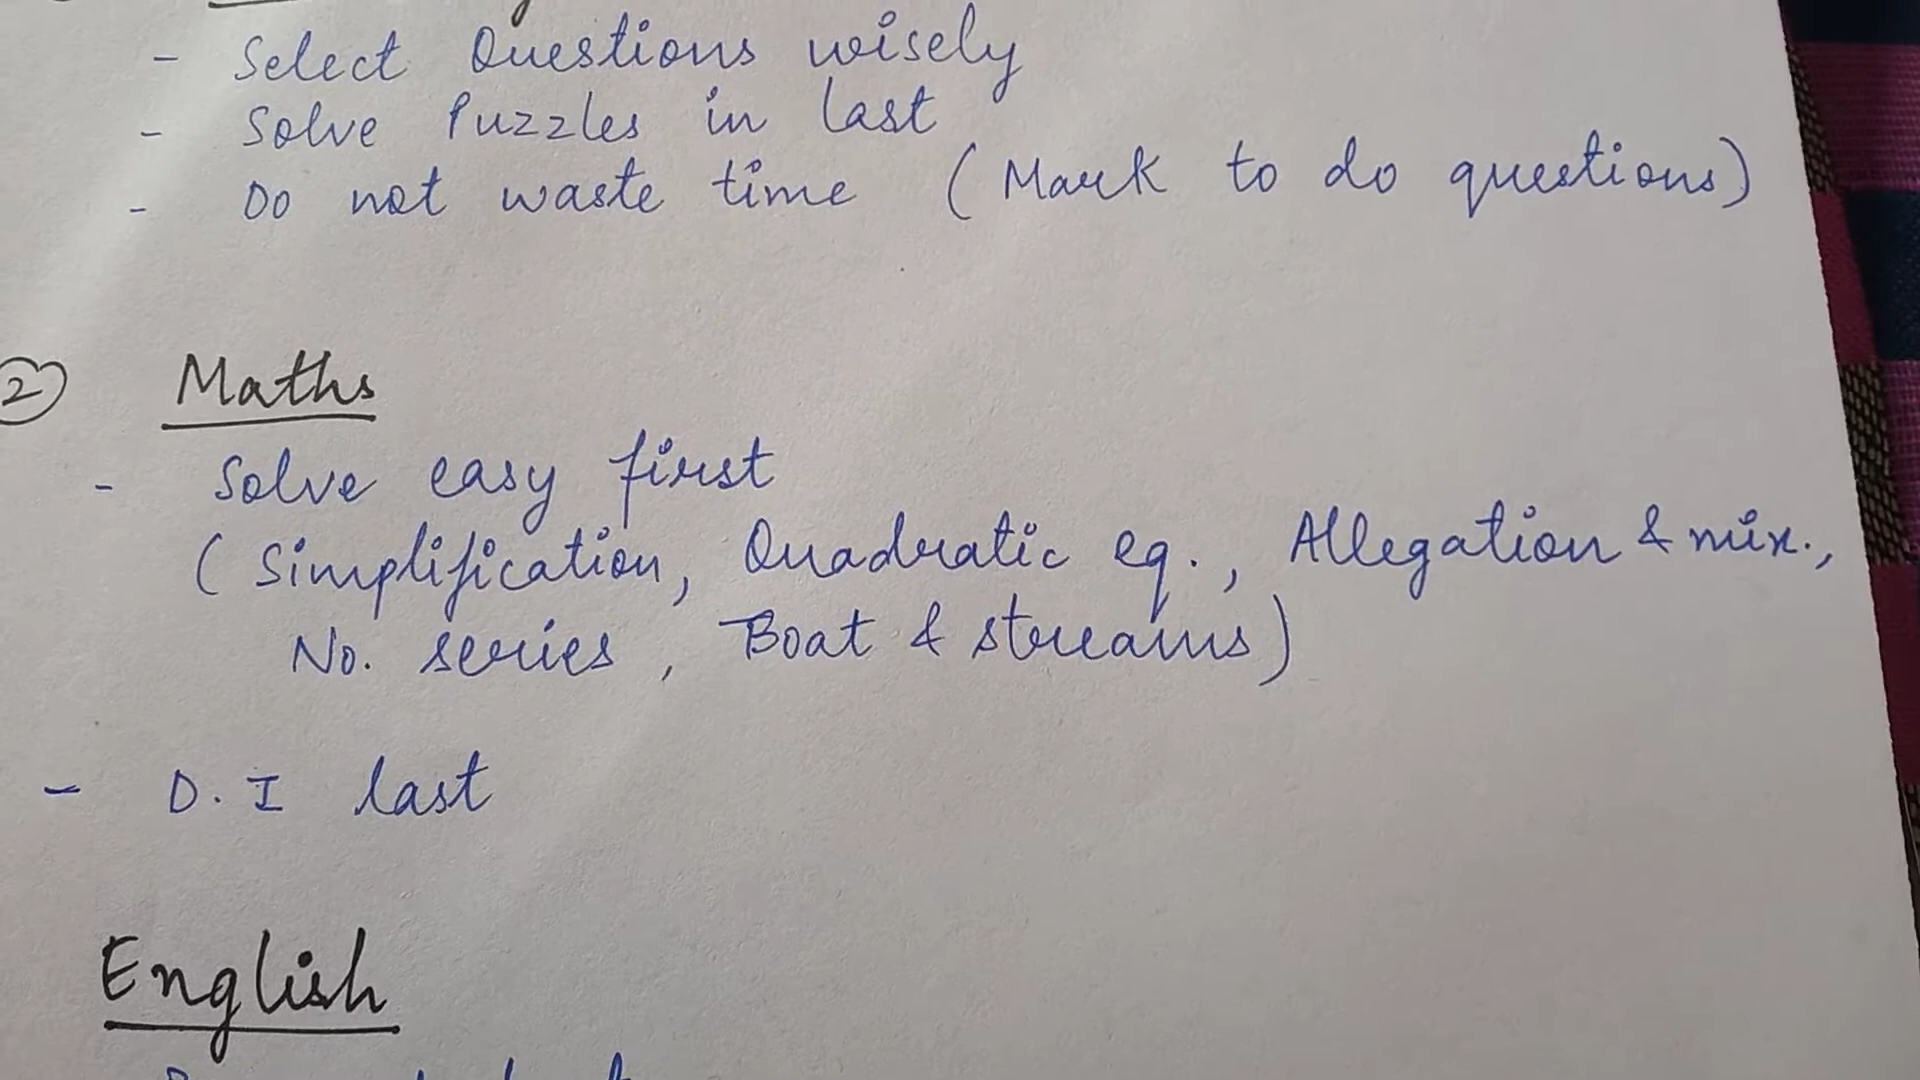 - Select Questions wisely
- Solve Puzzles in last
- Do not waste time (Mark to do questions)
2 Maths
- Solve easy first
(Simplification, Quadratic eq., Allegation & mix.,
No. series, Boat & streams)
- D.I last
English